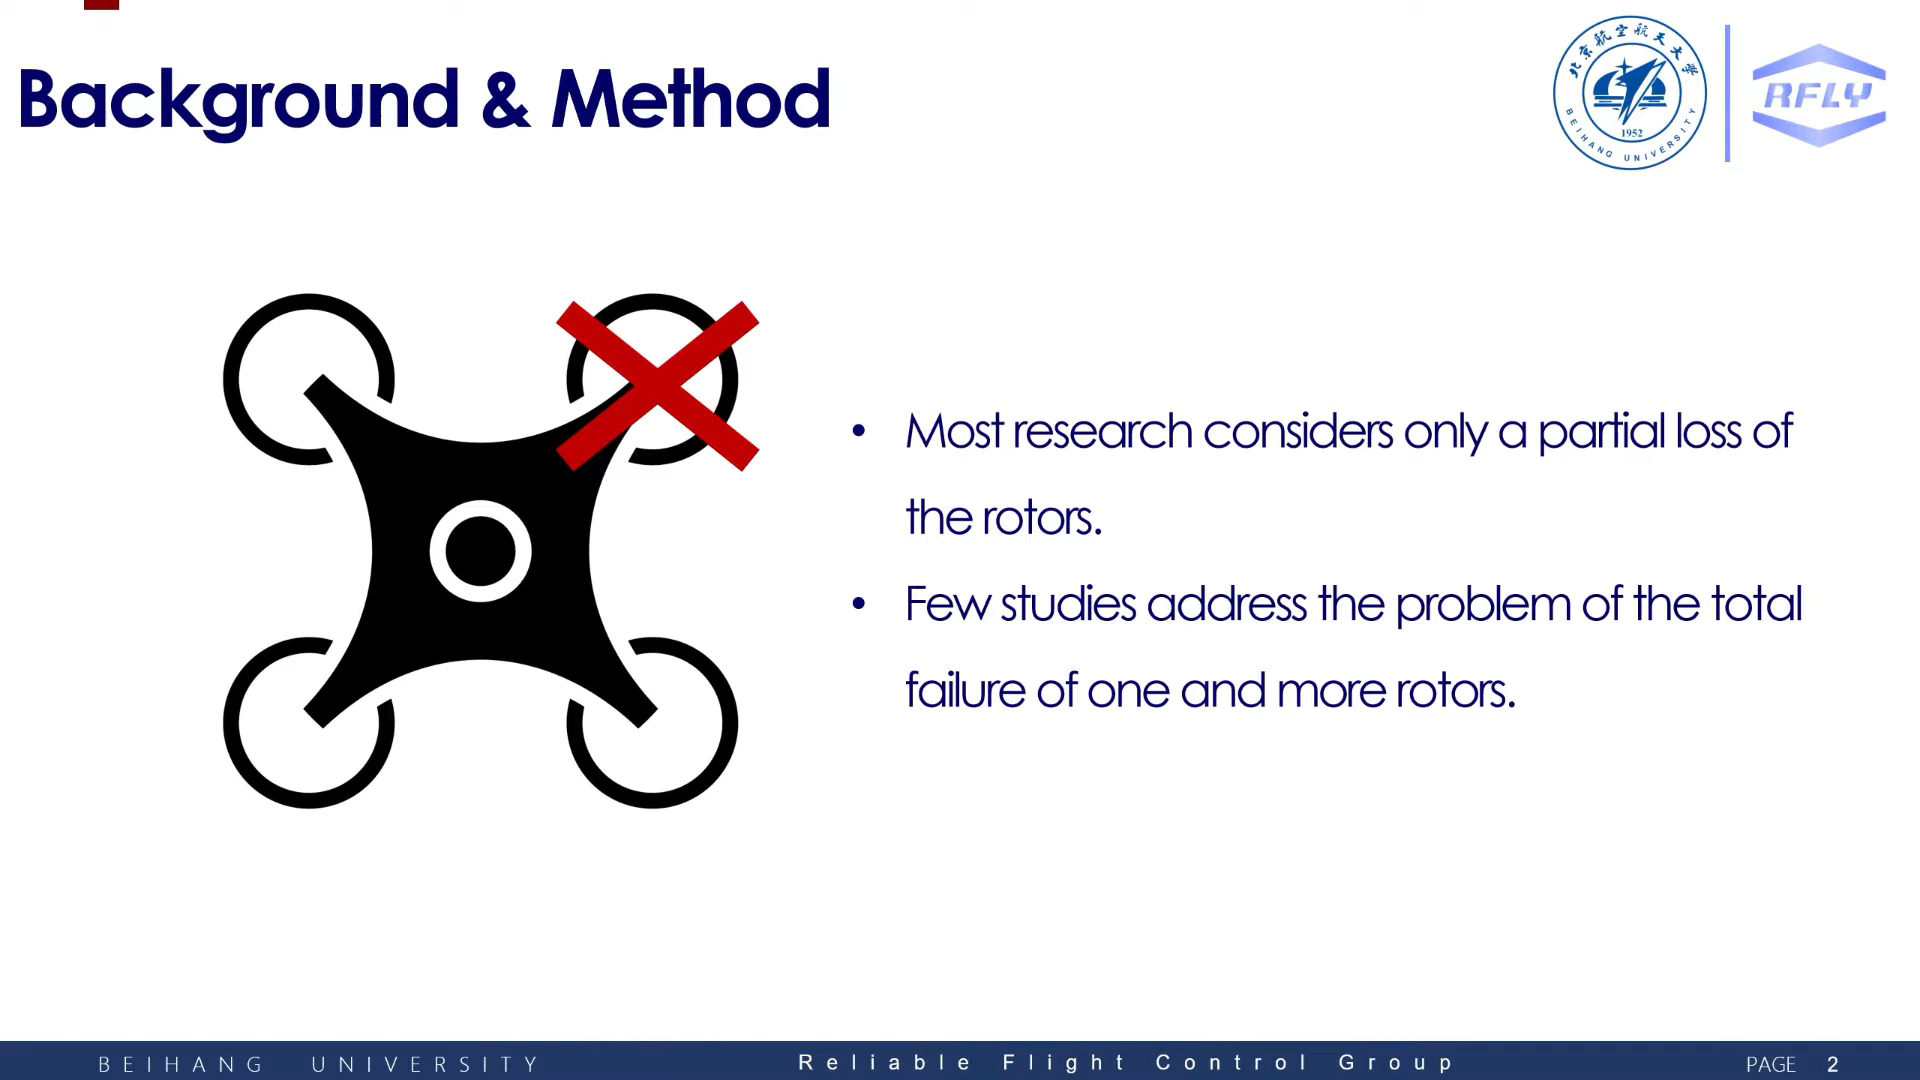 Background & Method
北京航空航天大学
1952
BEIHANG UNIVERSITY
RFLY
• Most research considers only a partial loss of
the rotors.
• Few studies address the problem of the total
failure of one and more rotors.
BEIHANG UNIVERSITY
Reliable Flight Control Group
PAGE 2